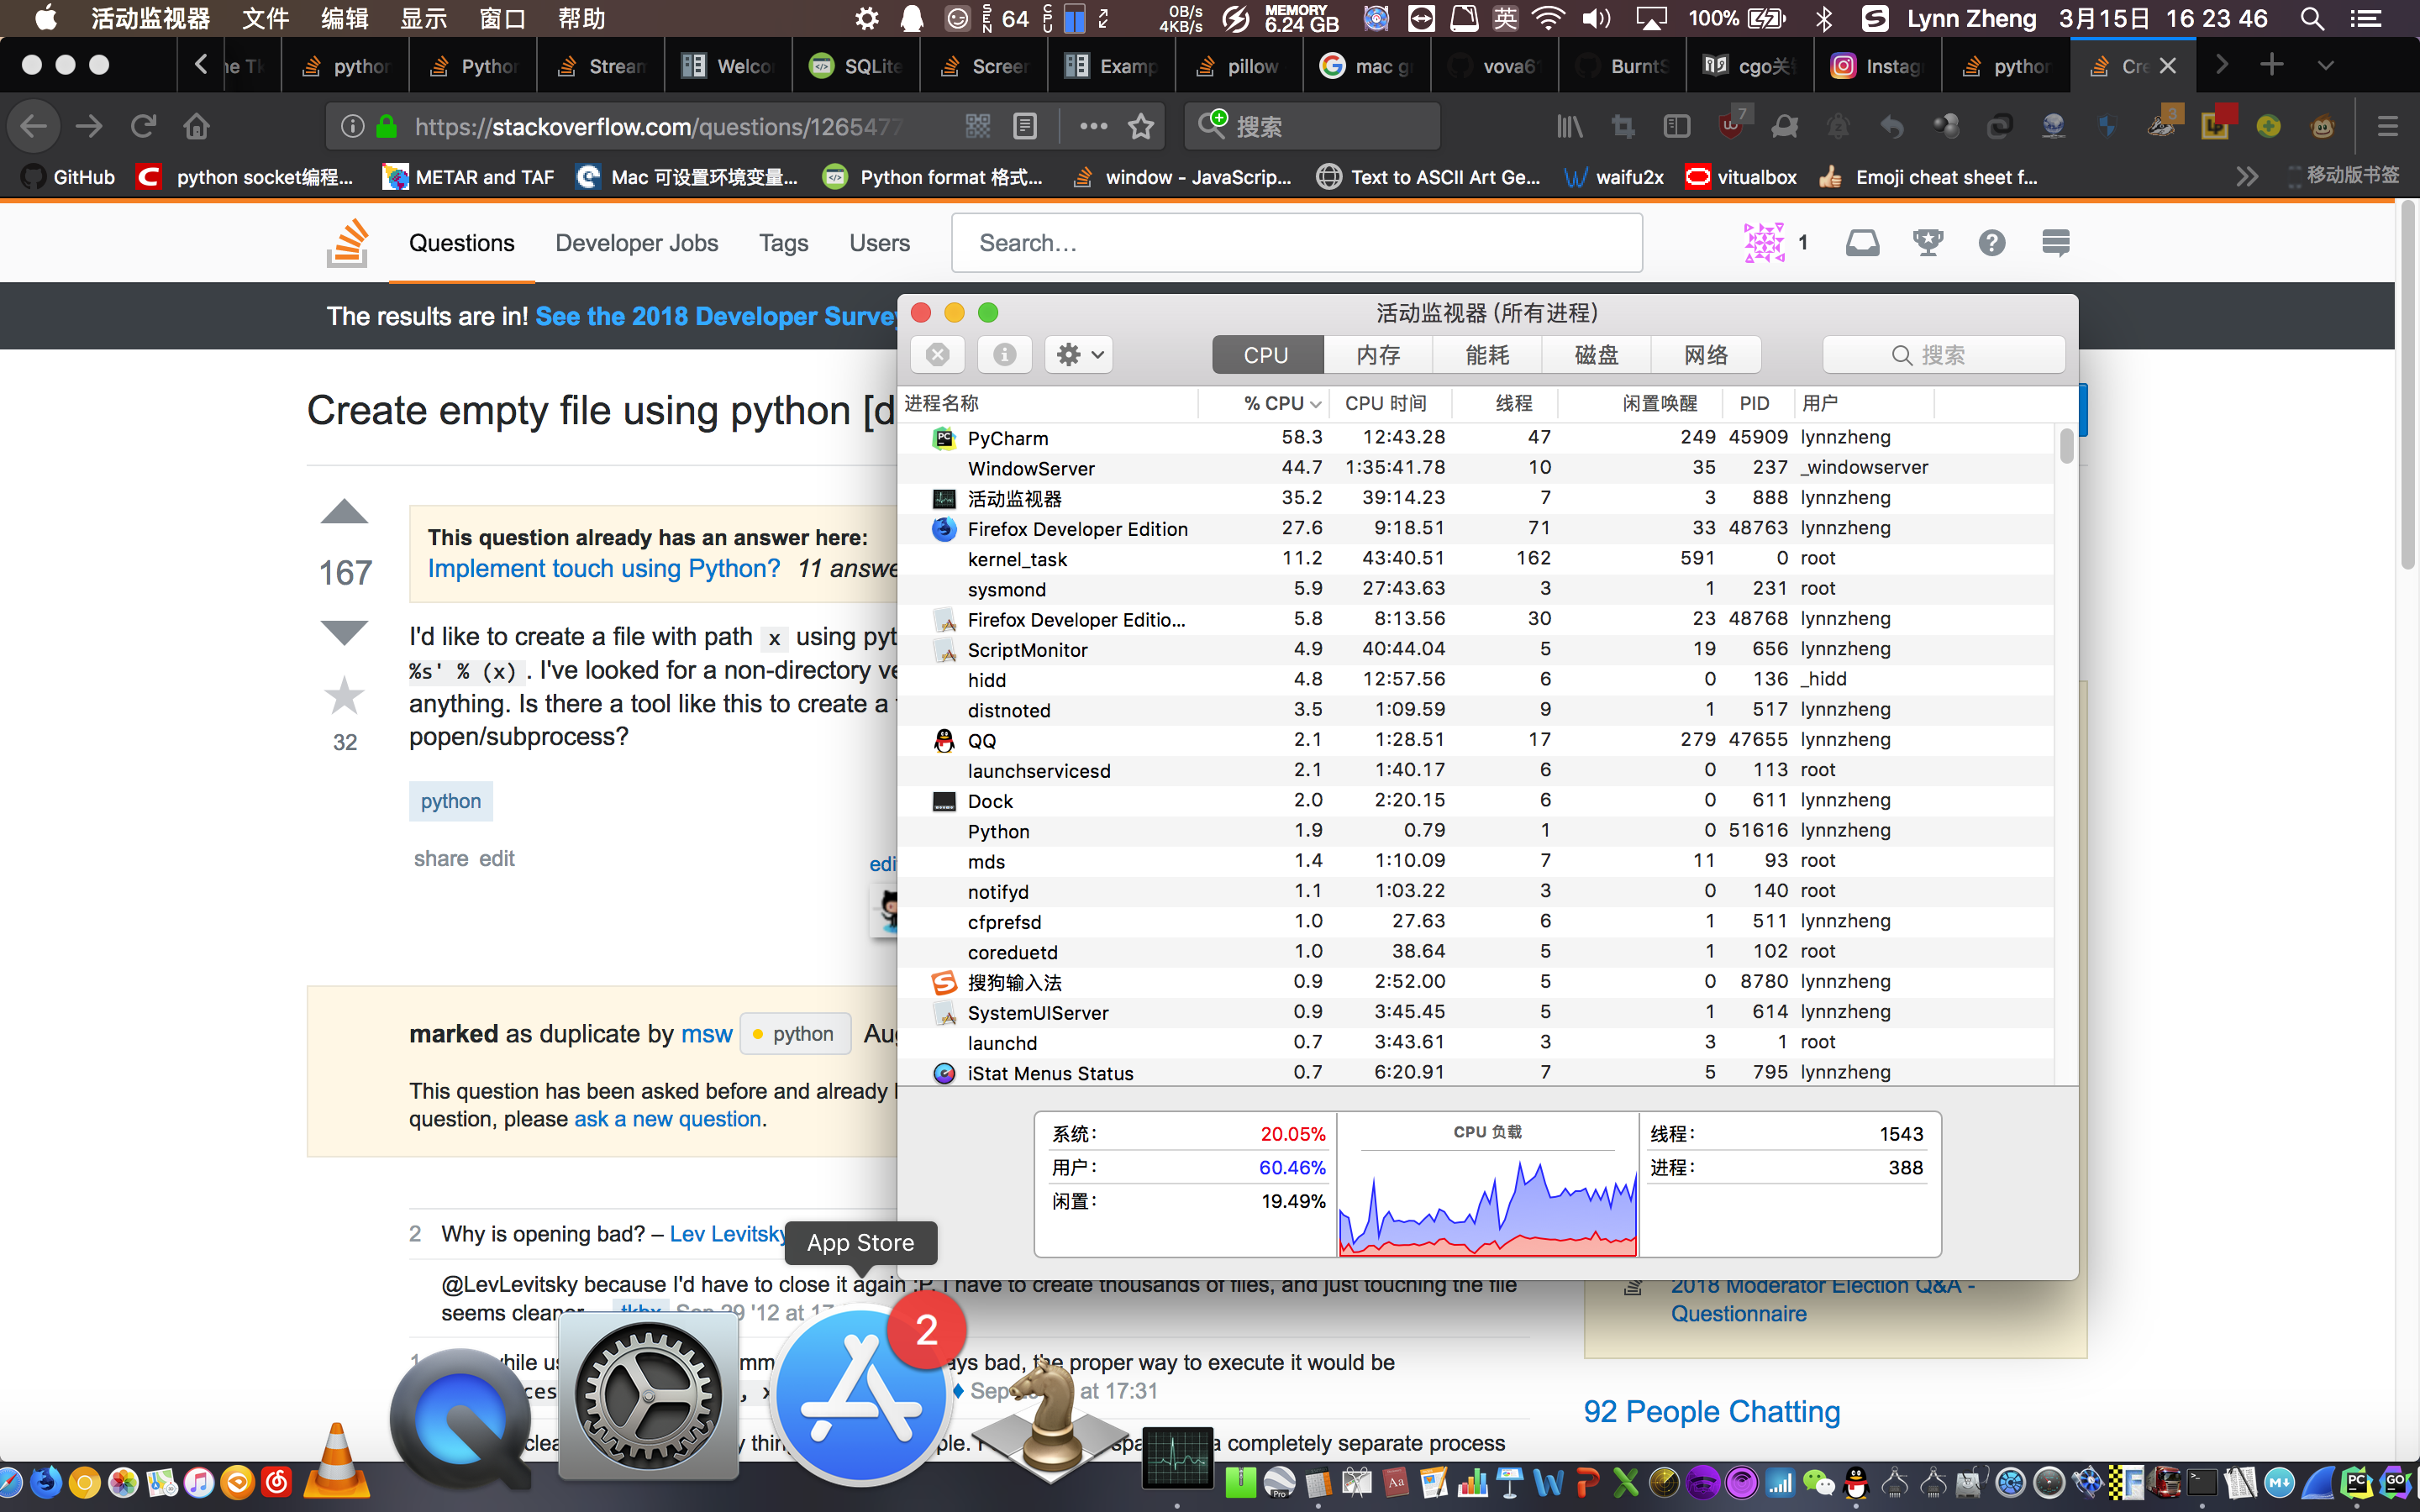 活动监视器 文件 编辑 显示 窗口 帮助
SEN 64 CPU 0B/s 4KB/s MEMORY 6.24 GB 英 100% Lynn Zheng 3月15日 16 23 46
python Python Stream SQLite Screen Examp pillow mac vova6 Instag python
https://stackoverflow.com/questions/1265477
搜索
7 3
GitHub python socket编程... METAR and TAF Mac 可设置环境变量... Python format 格式... window - JavaScrip... Text to ASCII Art Ge... waifu2x vitualbox Emoji cheat sheet f... 移动版书签
Questions Developer Jobs Tags Users Search... 1
The results are in! See the 2018 Developer Survey
Create empty file using python [d
167
This question already has an answer here:
Implement touch using Python? 11 answe
I'd like to create a file with path x using pyt
%s' % (x) . I've looked for a non-directory ve
anything. Is there a tool like this to create a
popen/subprocess?
32
python
share edit
edi
marked as duplicate by msw python Au
This question has been asked before and already
question, please ask a new question.
2 Why is opening bad? – Lev Levitsky
@LevLevitsky because I'd have to close it again :P. I have to create thousands of files, and just touching the file
seems cleaner tkbx Sep 29 '12 at 17
ays bad, the proper way to execute it would be
at 17:31
a completely separate process
活动监视器 (所有进程)
CPU 内存 能耗 磁盘 网络 搜索
进程名称 % CPU CPU 时间 线程 闲置唤醒 PID 用户
PyCharm 58.3 12:43.28 47 249 45909 lynnzheng
WindowServer 44.7 1:35:41.78 10 35 237 _windowserver
活动监视器 35.2 39:14.23 7 3 888 lynnzheng
Firefox Developer Edition 27.6 9:18.51 71 33 48763 lynnzheng
kernel_task 11.2 43:40.51 162 591 0 root
sysmond 5.9 27:43.63 3 1 231 root
Firefox Developer Editio... 5.8 8:13.56 30 23 48768 lynnzheng
ScriptMonitor 4.9 40:44.04 5 19 656 lynnzheng
hidd 4.8 12:57.56 6 0 136 _hidd
distnoted 3.5 1:09.59 9 1 517 lynnzheng
QQ 2.1 1:28.51 17 279 47655 lynnzheng
launchservicesd 2.1 1:40.17 6 0 113 root
Dock 2.0 2:20.15 6 0 611 lynnzheng
Python 1.9 0.79 1 0 51616 lynnzheng
mds 1.4 1:10.09 7 11 93 root
notifyd 1.1 1:03.22 3 0 140 root
cfprefsd 1.0 27.63 6 1 511 lynnzheng
coreduetd 1.0 38.64 5 1 102 root
搜狗输入法 0.9 2:52.00 5 0 8780 lynnzheng
SystemUIServer 0.9 3:45.45 5 1 614 lynnzheng
launchd 0.7 3:43.61 3 3 1 root
iStat Menus Status 0.7 6:20.91 7 5 795 lynnzheng
系统: 20.05%
用户: 60.46%
闲置: 19.49%
CPU 负载
线程: 1543
进程: 388
2018 Moderator Election Q&A -
Questionnaire
92 People Chatting
App Store
2